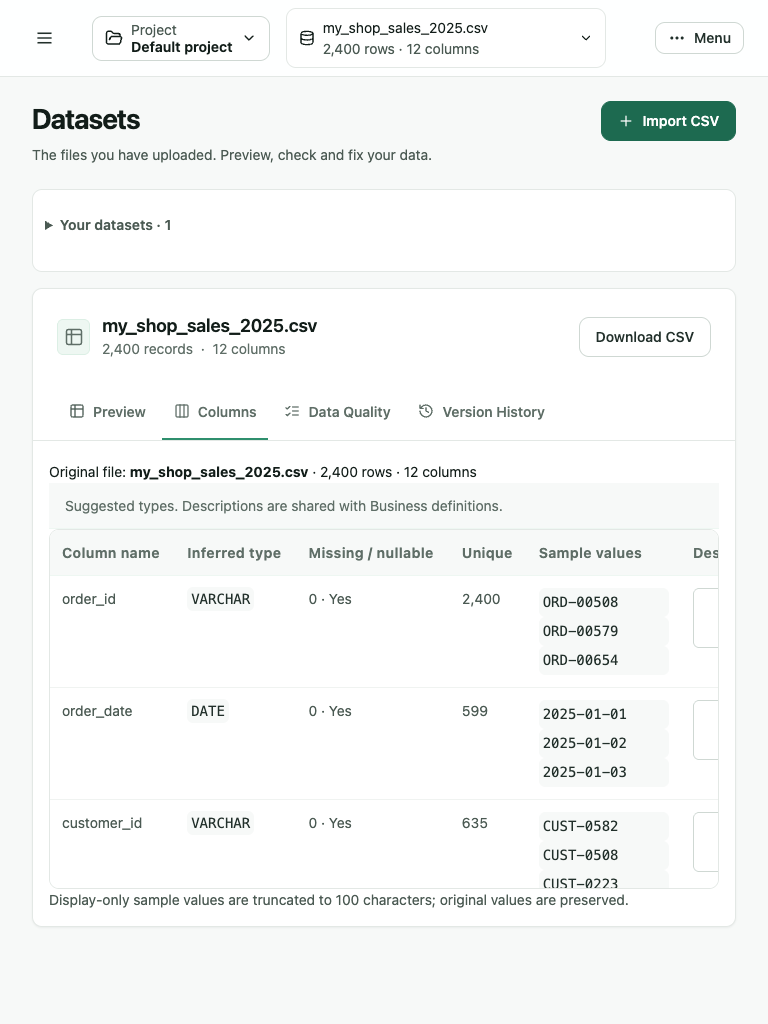 Project
Default project
my_shop_sales_2025.csv
2,400 rows · 12 columns
Menu
Datasets
Import CSV
The files you have uploaded. Preview, check and fix your data.
Your datasets · 1
my_shop_sales_2025.csv
2,400 records · 12 columns
Download CSV
Preview
Columns
Data Quality
Version History
Original file: my_shop_sales_2025.csv · 2,400 rows · 12 columns
Suggested types. Descriptions are shared with Business definitions.
Column name Inferred type Missing / nullable Unique Sample values Des
order_id VARCHAR 0 · Yes 2,400 ORD-00508
ORD-00579
ORD-00654
order_date DATE 0 · Yes 599 2025-01-01
2025-01-02
2025-01-03
customer_id VARCHAR 0 · Yes 635 CUST-0582
CUST-0508
CUST-0223
Display-only sample values are truncated to 100 characters; original values are preserved.